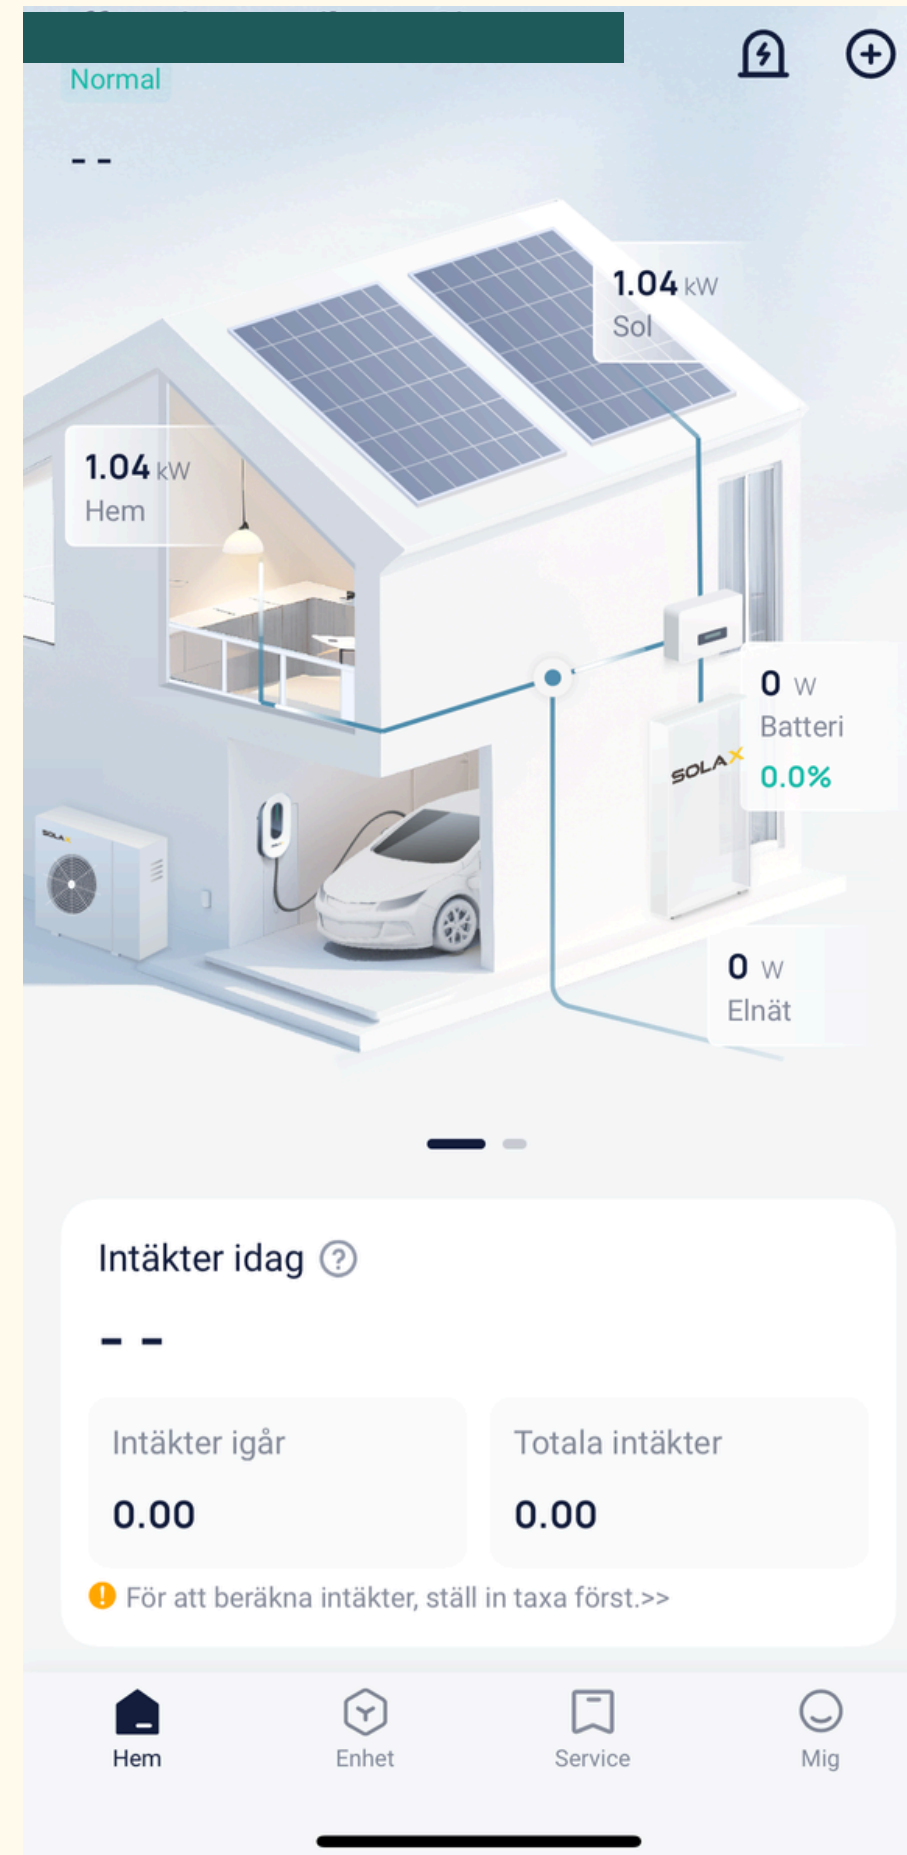 Normal
--
1.04 kW
Sol
1.04 kW
Hem
0 W
Batteri
0.0%
SOLAX
SOLAX
0 W
Elnät
Intäkter idag ?
--
Intäkter igår
0.00
Totala intäkter
0.00
! För att beräkna intäkter, ställ in taxa först.>>
Hem
Enhet
Service
Mig